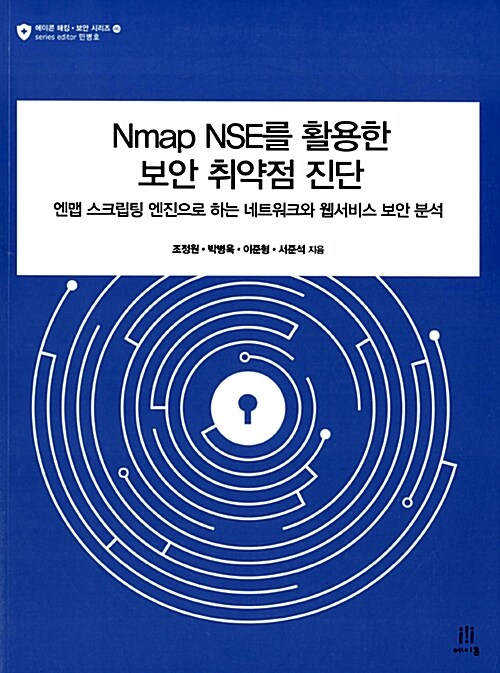 에이콘 해킹·보안 시리즈
series editor 민병호
Nmap NSE를 활용한
보안 취약점 진단
엔맵 스크립팅 엔진으로 하는 네트워크와 웹서비스 보안 분석
조정원 • 박병욱 • 이준형 • 서준석 지음
에이콘